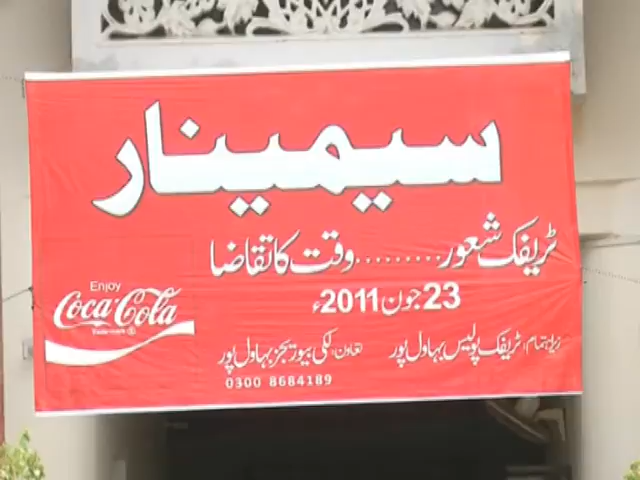 سیمینار
ٹریفک شعور.........وقت کا تقاضا
23 جون 2011ء
زیر اہتمام: ٹریفک پولیس بہاول پور
تعاون: لکی بیوریجز بہاول پور
0300 8684189
Enjoy
Coca-Cola